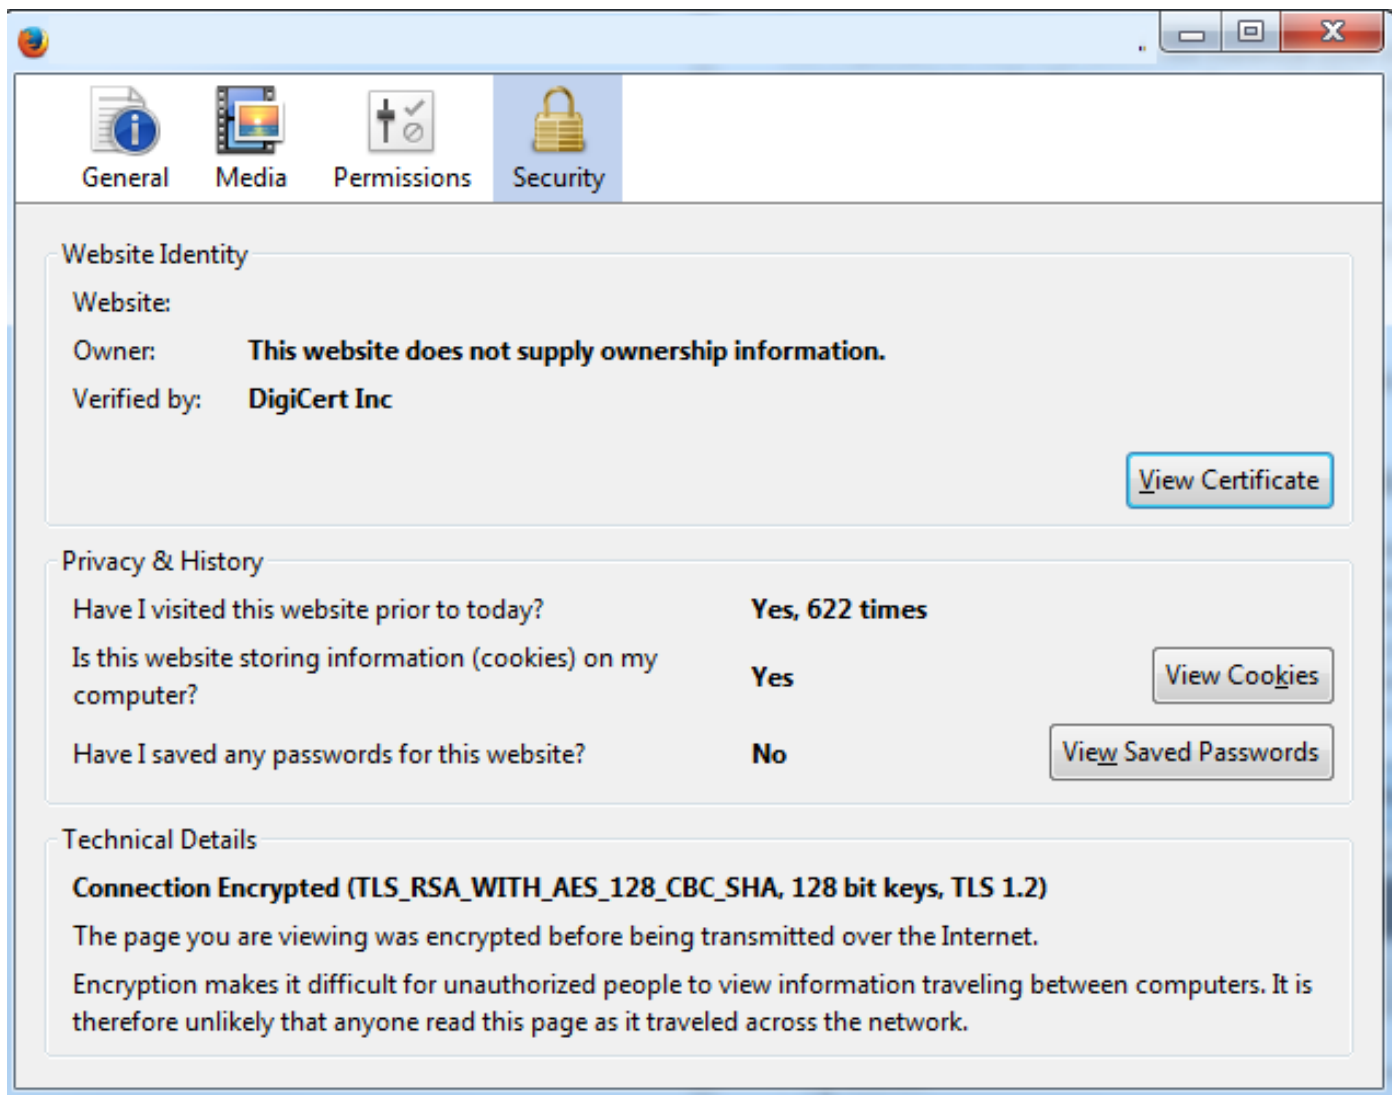 General Media Permissions Security
Website Identity
Website:
Owner: This website does not supply ownership information.
Verified by: DigiCert Inc
View Certificate
Privacy & History
Have I visited this website prior to today? Yes, 622 times
Is this website storing information (cookies) on my
computer? Yes View Cookies
Have I saved any passwords for this website? No View Saved Passwords
Technical Details
Connection Encrypted (TLS_RSA_WITH_AES_128_CBC_SHA, 128 bit keys, TLS 1.2)
The page you are viewing was encrypted before being transmitted over the Internet.
Encryption makes it difficult for unauthorized people to view information traveling between computers. It is
therefore unlikely that anyone read this page as it traveled across the network.